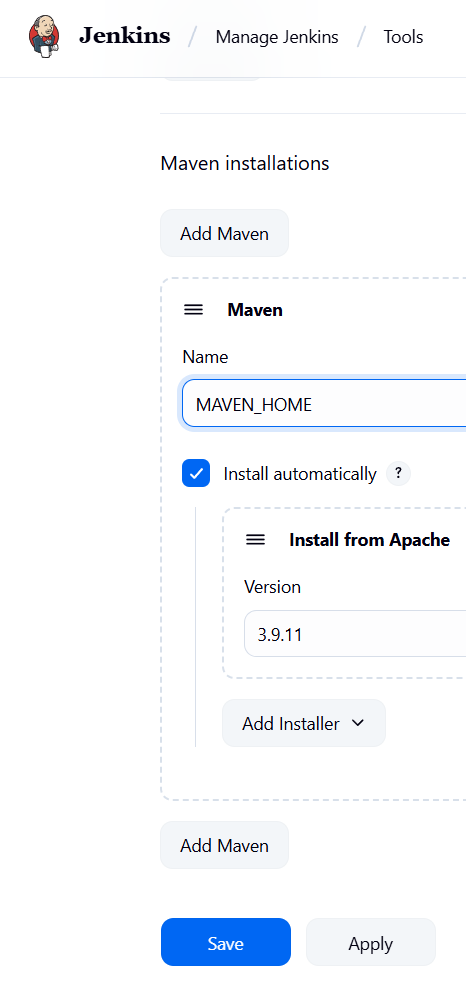 Jenkins / Manage Jenkins / Tools
Maven installations
Add Maven
Maven
Name
MAVEN_HOME
Install automatically ?
Install from Apache
Version
3.9.11
Add Installer
Add Maven
Save Apply